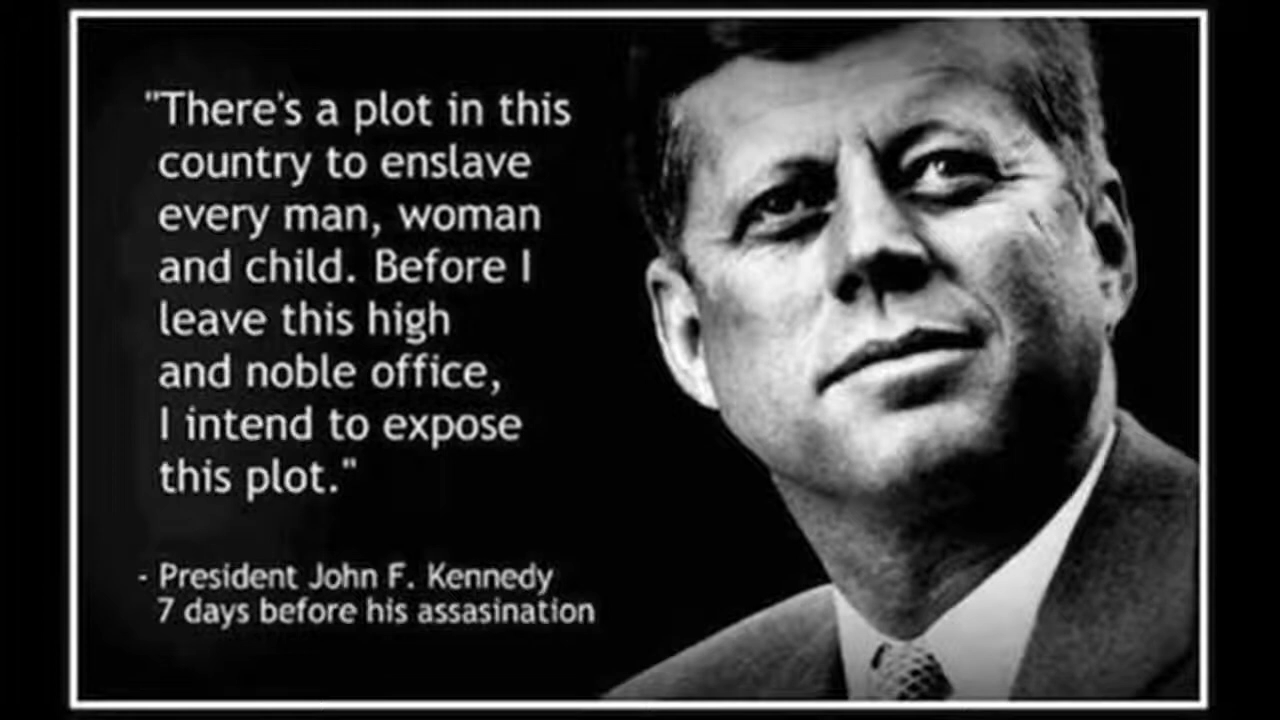 "There's a plot in this
country to enslave
every man, woman
and child. Before I
leave this high
and noble office,
I intend to expose
this plot."
- President John F. Kennedy
7 days before his assasination